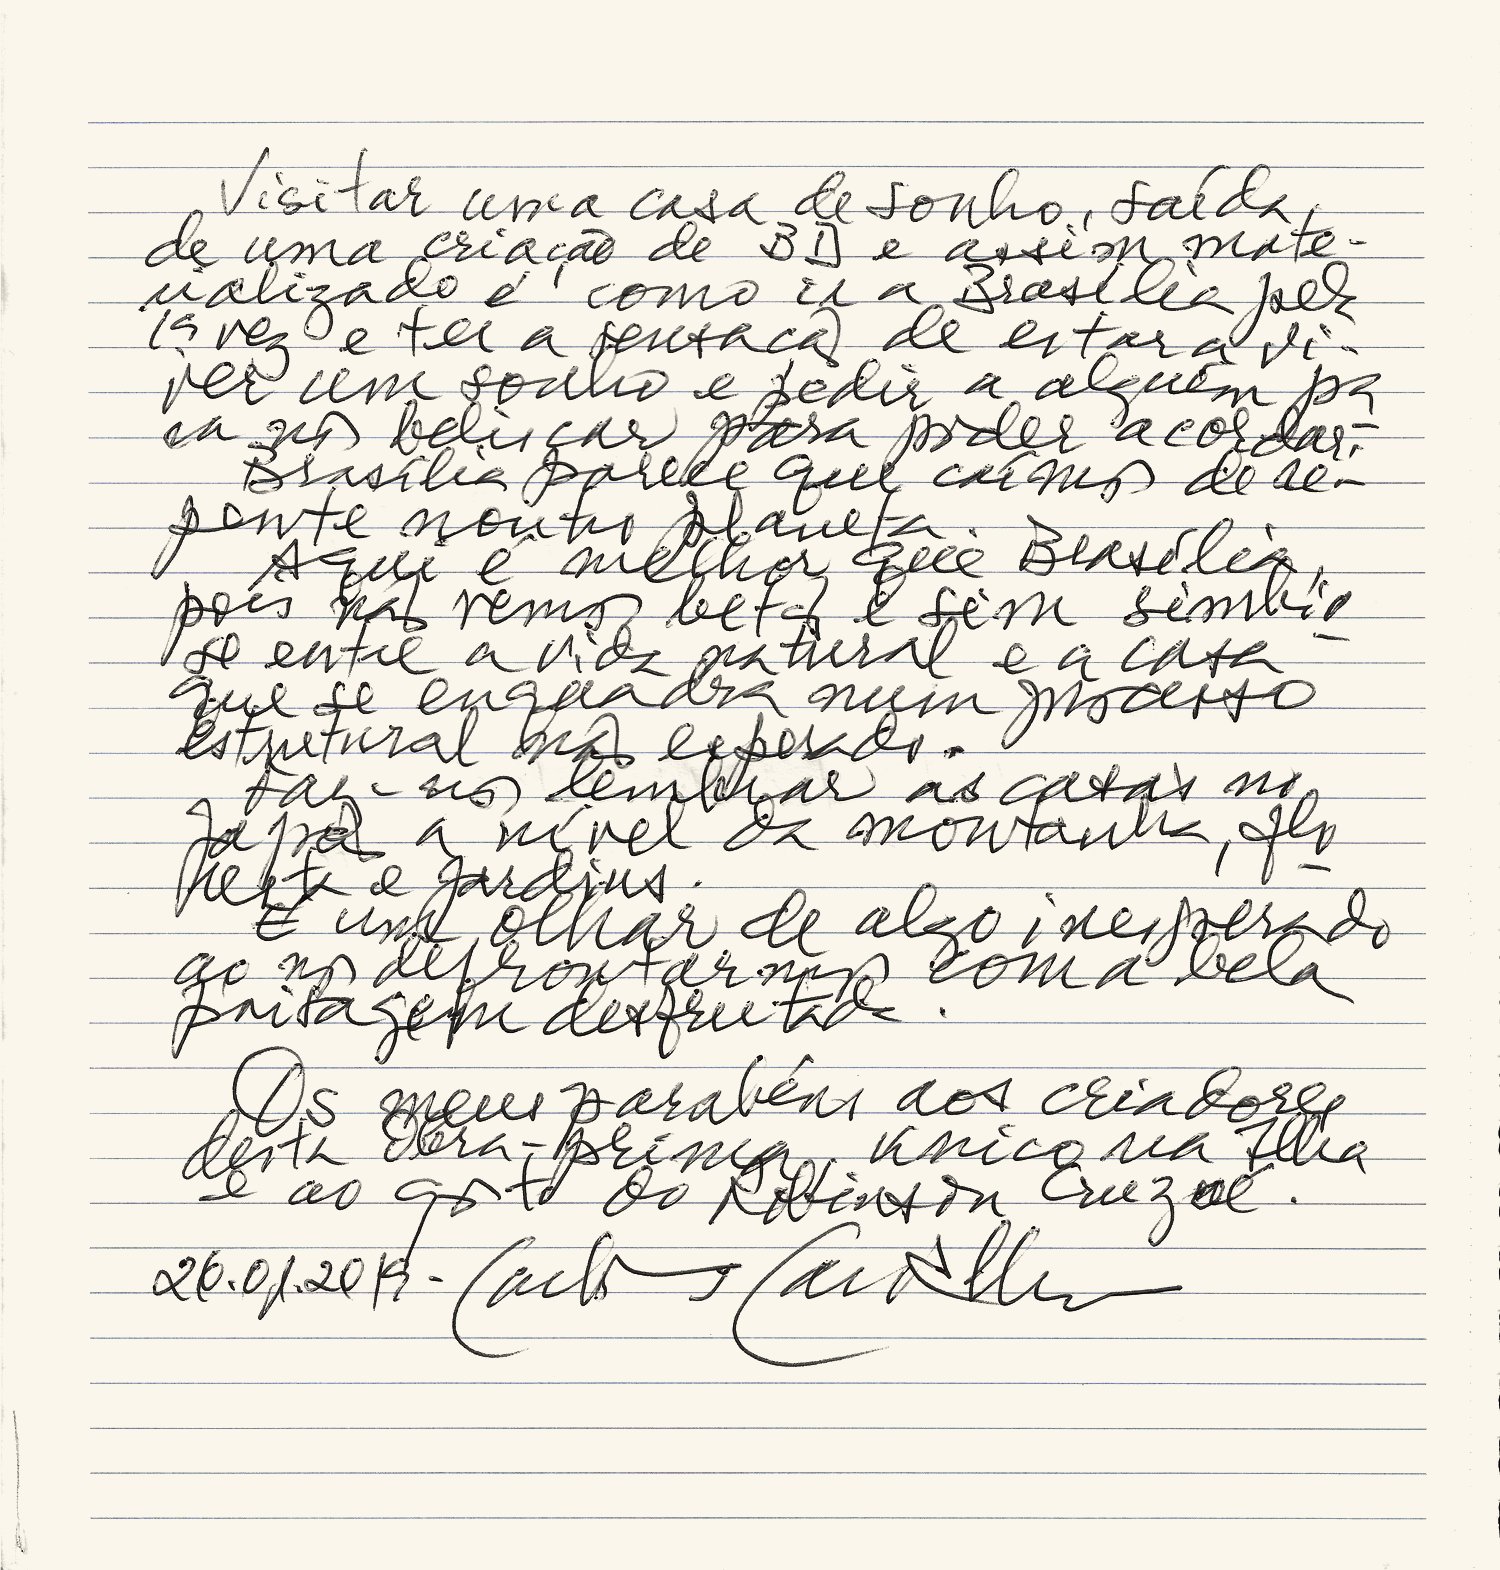 Visitar uma casa de sonho, saída,
de uma criação de BD e assim mate-
rializado é como ir a Brasília pela
1ª vez e ter a sensação de estar a vi-
ver um sonho e pedir a alguém pa
ra nos beliscar para poder acordar.
Brasília parece que caímos de re-
pente noutro planeta.
Aqui é melhor que Brasília,
pois não vemos betão e sim simbio
se entre a vida natural e a casa
que se enquadra num processo
estrutural não esperado.
Faz-nos lembrar as casas no
Japão a nível da montanha, flo
resta e jardins.
É um olhar de algo inesperado
ao nos defrontarmos com a bela
paisagem desfrutada.
Os meus parabéns aos criadores
desta obra-prima, único na Ilha
e ao gosto do Robinson Cruzoé.
26.01.2019 - Carlos Carvalho